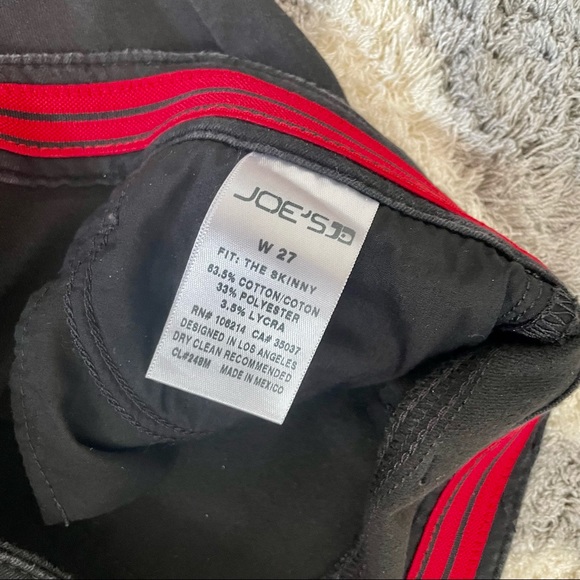 JOE'S JD
W 27
FIT: THE SKINNY
63.5% COTTON/COTON
33% POLYESTER
3.5% LYCRA
RN# 106214 CA# 35037
DESIGNED IN LOS ANGELES
DRY CLEAN RECOMMENDED
CL#249M MADE IN MEXICO